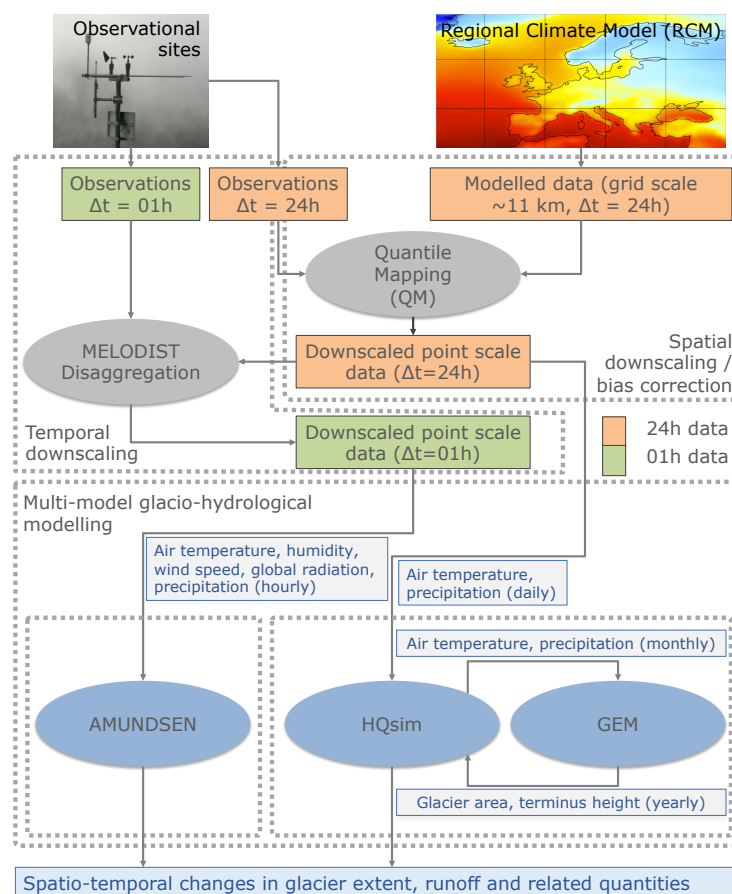 Observational
sites
Regional Climate Model (RCM)
Observations
Δt = 01h
Observations
Δt = 24h
Modelled data (grid scale
~11 km, Δt = 24h)
Quantile
Mapping
(QM)
MELODIST
Disaggregation
Downscaled point scale
data (Δt=24h)
Spatial
downscaling /
bias correction
Temporal
downscaling
Downscaled point scale
data (Δt=01h)
24h data
01h data
Multi-model glacio-hydrological
modelling
Air temperature, humidity,
wind speed, global radiation,
precipitation (hourly)
Air temperature,
precipitation (daily)
Air temperature, precipitation (monthly)
AMUNDSEN
HQsim
GEM
Glacier area, terminus height (yearly)
Spatio-temporal changes in glacier extent, runoff and related quantities